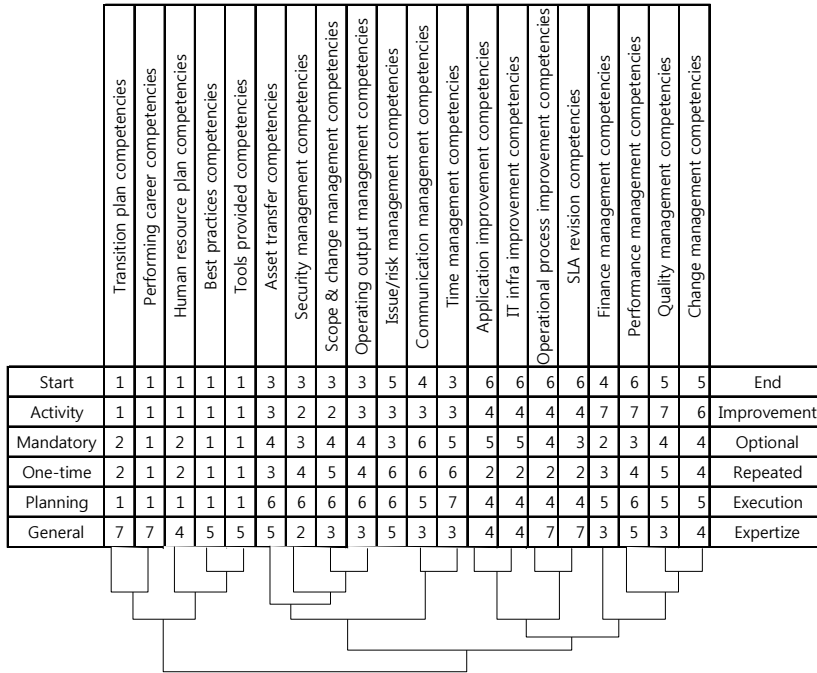 Transition plan competencies
Performing career competencies
Human resource plan competencies
Best practices competencies
Tools provided competencies
Asset transfer competencies
Security management competencies
Scope & change management competencies
Operating output management competencies
Issue/risk management competencies
Communication management competencies
Time management competencies
Application improvement competencies
IT infra improvement competencies
Operational process improvement competencies
SLA revision competencies
Finance management competencies
Performance management competencies
Quality management competencies
Change management competencies
Start 1 1 1 1 1 3 3 3 3 5 4 3 6 6 6 6 4 6 5 5 End
Activity 1 1 1 1 1 3 2 2 3 3 3 3 4 4 4 4 7 7 7 6 Improvement
Mandatory 2 1 2 1 1 4 3 4 4 3 6 5 5 5 4 3 2 3 4 4 Optional
One-time 2 1 2 1 1 3 4 5 4 6 6 6 2 2 2 2 3 4 5 4 Repeated
Planning 1 1 1 1 1 6 6 6 6 6 5 7 4 4 4 4 5 6 5 5 Execution
General 7 7 4 5 5 5 2 3 3 5 3 3 4 4 7 7 3 5 3 4 Expertize